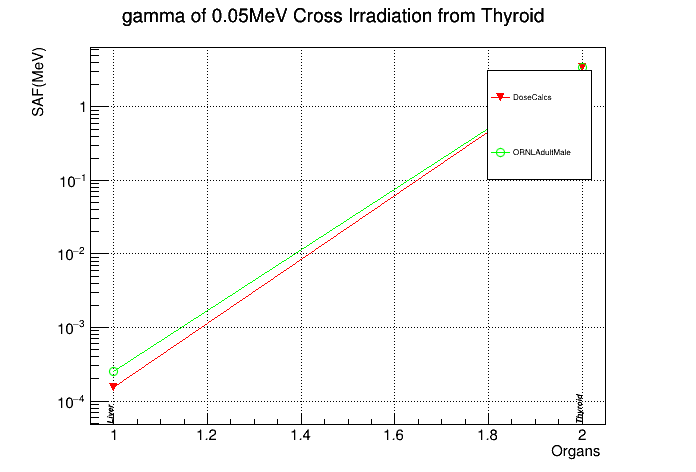 gamma of 0.05MeV Cross Irradiation from Thyroid
SAF(MeV)
1
10⁻¹
10⁻²
10⁻³
10⁻⁴
DoseCalcs
ORNLAdultMale
Liver
Thyroid
1 1.2 1.4 1.6 1.8 2
Organs